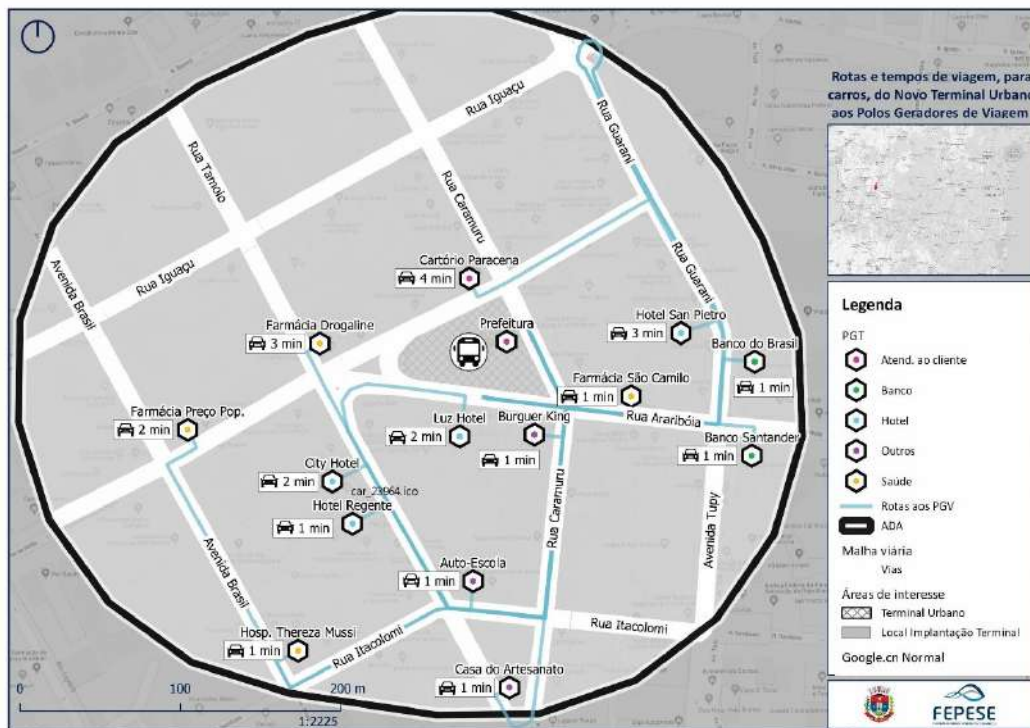 Rotas e tempos de viagem, para
carros, do Novo Terminal Urbano
aos Polos Geradores de Viagem
Rua Iguaçu
Rua Guarani
Rua Tamoio
Rua Caramuru
Cartório Paracena
4 min
Rua Guarani
Avenida Brasil
Rua Iguaçu
Hotel San Pietro
3 min
Farmácia Drogaline
3 min
Prefeitura
Banco do Brasil
1 min
Farmácia São Camilo
1 min
Farmácia Preço Pop.
2 min
Luz Hotel
2 min
Burguer King
1 min
Rua Araribóia
Banco Santander
1 min
City Hotel
2 min
car_23964.ico
Hotel Regente
1 min
Rua Caramuru
Avenida Tupy
Avenida Brasil
Auto-Escola
1 min
Rua Itacolomi
Hosp. Thereza Mussi
1 min
Rua Itacolomi
Casa do Artesanato
1 min
0 100 200 m
1:2225
Legenda
PGT
Atend. ao cliente
Banco
Hotel
Outros
Saúde
Rotas aos PGV
ADA
Malha viária
Vias
Áreas de interesse
Terminal Urbano
Local Implantação Terminal
Google.cn Normal
FEPESE